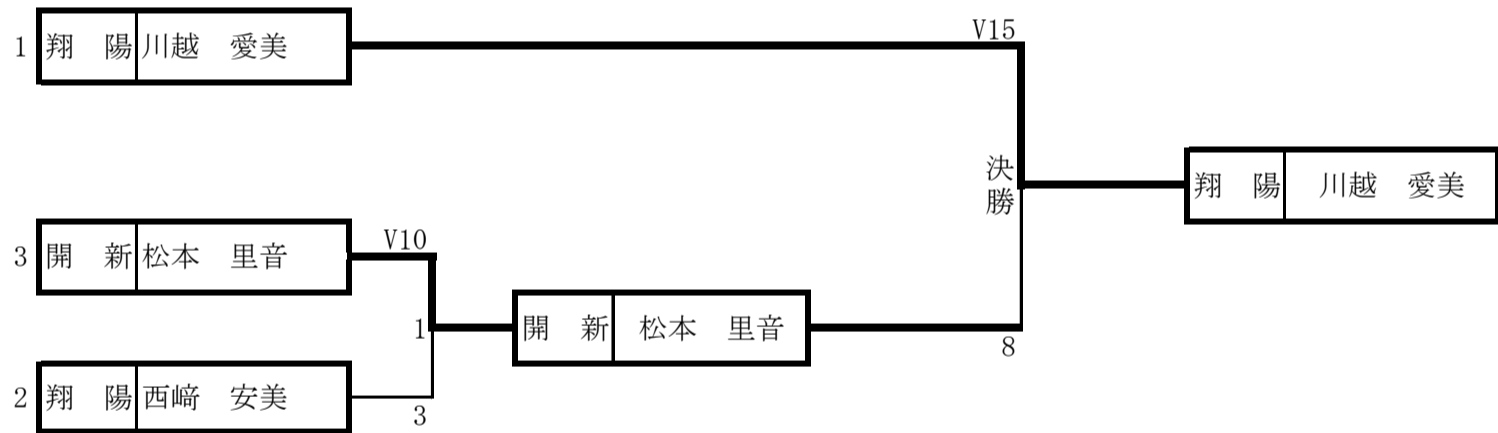 V15
1 翔　陽 川越　愛美
決勝
翔　陽 川越　愛美
V10
3 開　新 松本　里音
1
開　新 松本　里音
8
2 翔　陽 西﨑　安美
3